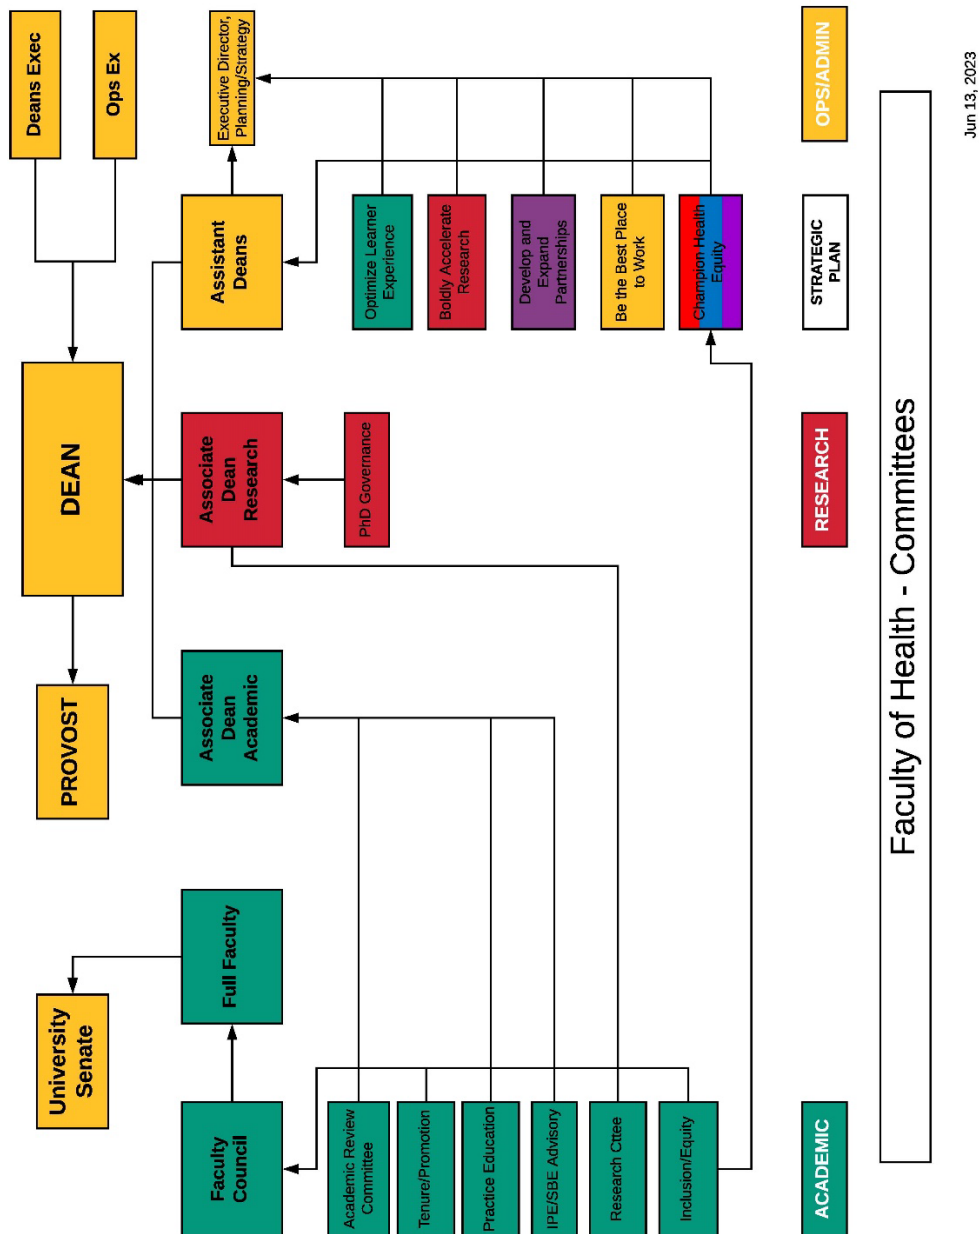 Deans Exec
Ops Ex
DEAN
PROVOST
University
Senate
Executive Director,
Planning/Strategy
Assistant
Deans
Associate
Dean
Research
Associate
Dean
Academic
Full Faculty
Faculty
Council
Optimize Learner
Experience
Boldly Accelerate
Research
Develop and
Expand
Partnerships
Be the Best Place
to Work
Champion Health
Equity
PhD Governance
Academic Review
Committee
Tenure/Promotion
Practice Education
IPE/SBE Advisory
Research Cttee
Inclusion/Equity
ACADEMIC
RESEARCH
STRATEGIC
PLAN
OPS/ADMIN
Faculty of Health - Committees
Jun 13, 2023